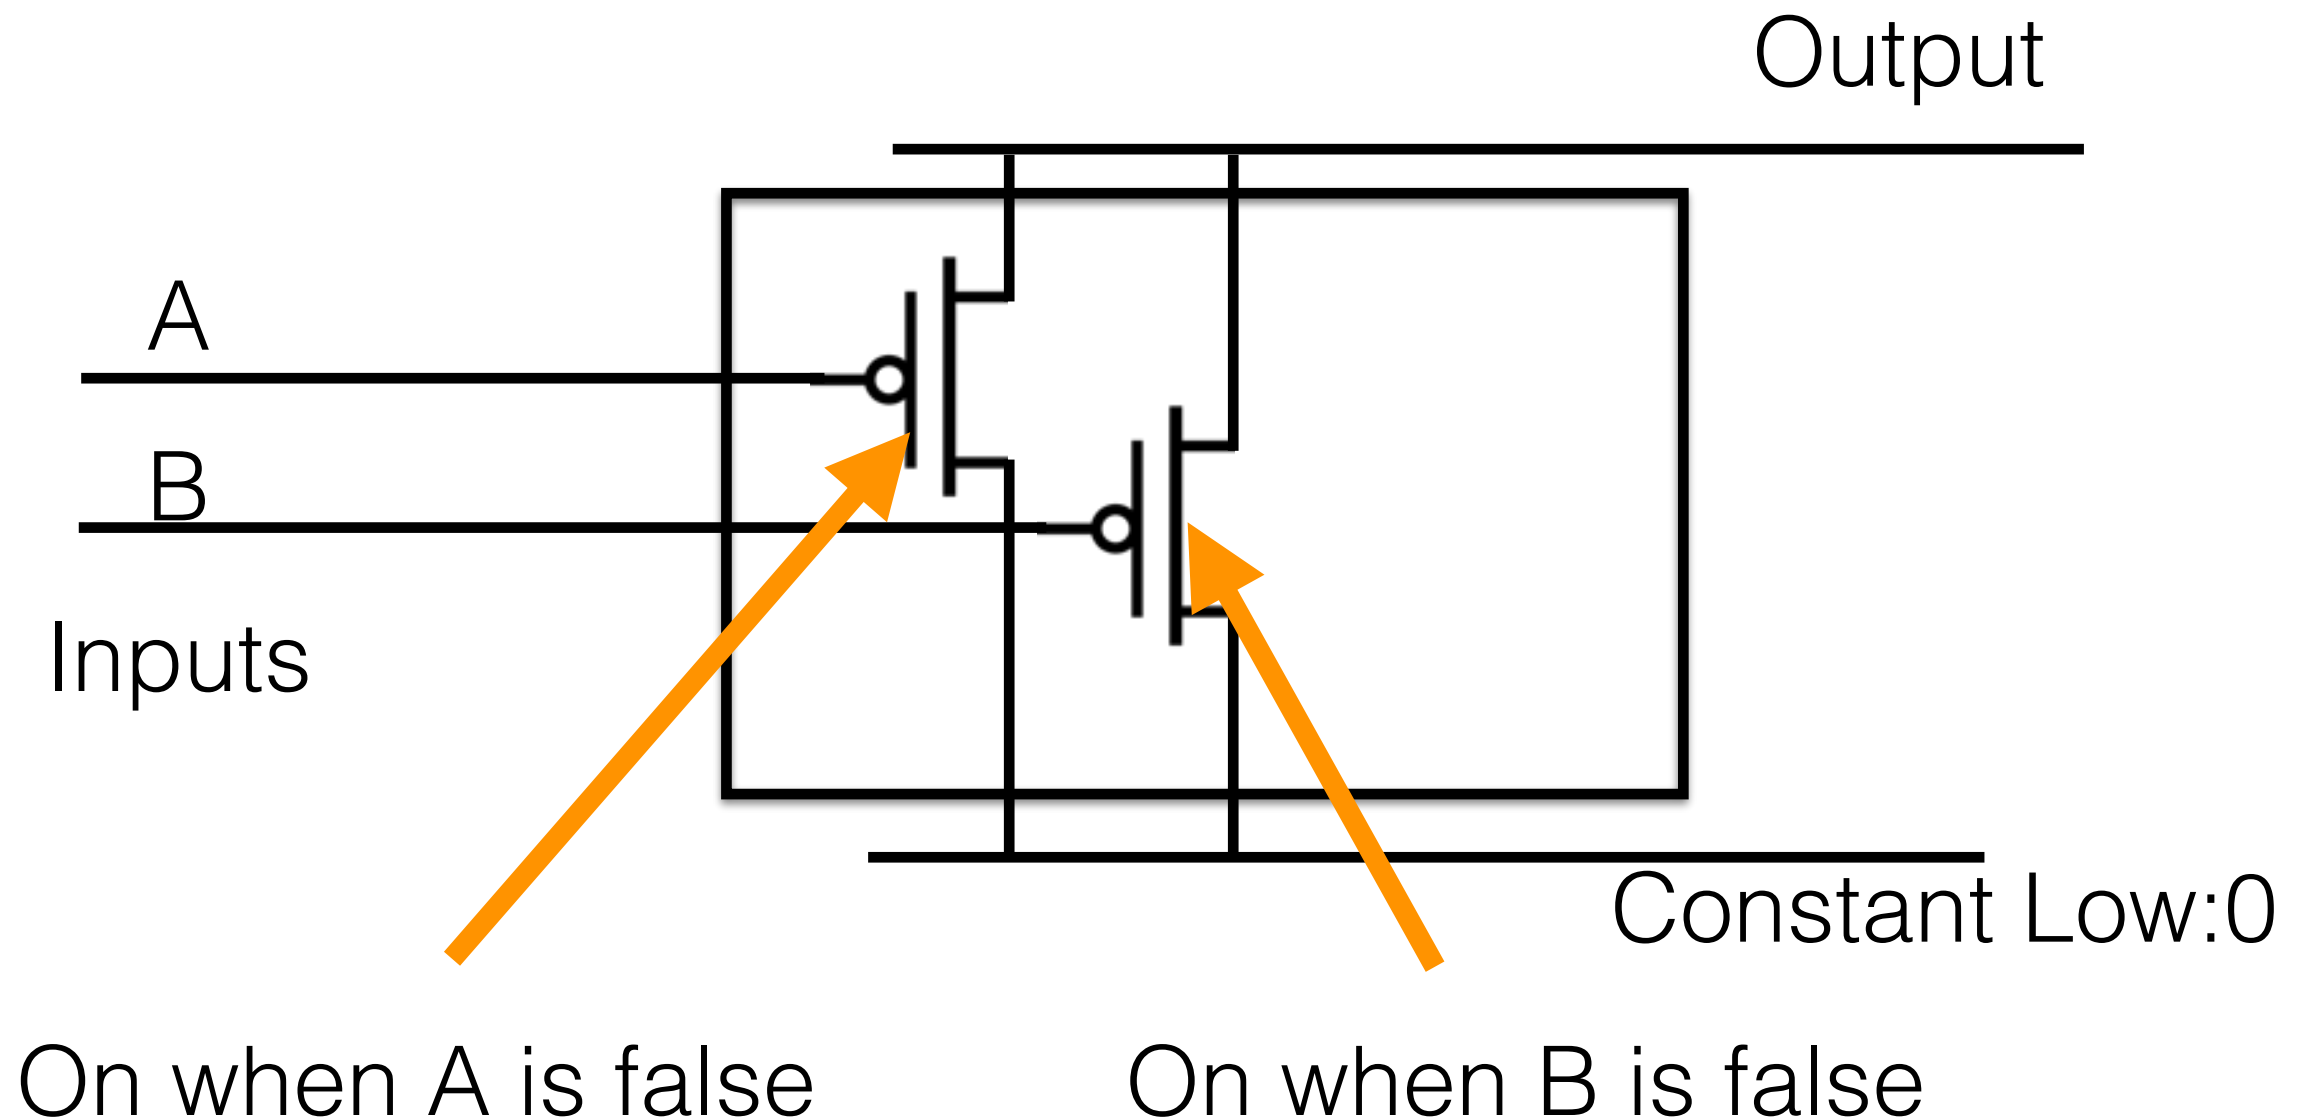 Output
A
B
Inputs
Constant Low:0
On when A is false
On when B is false